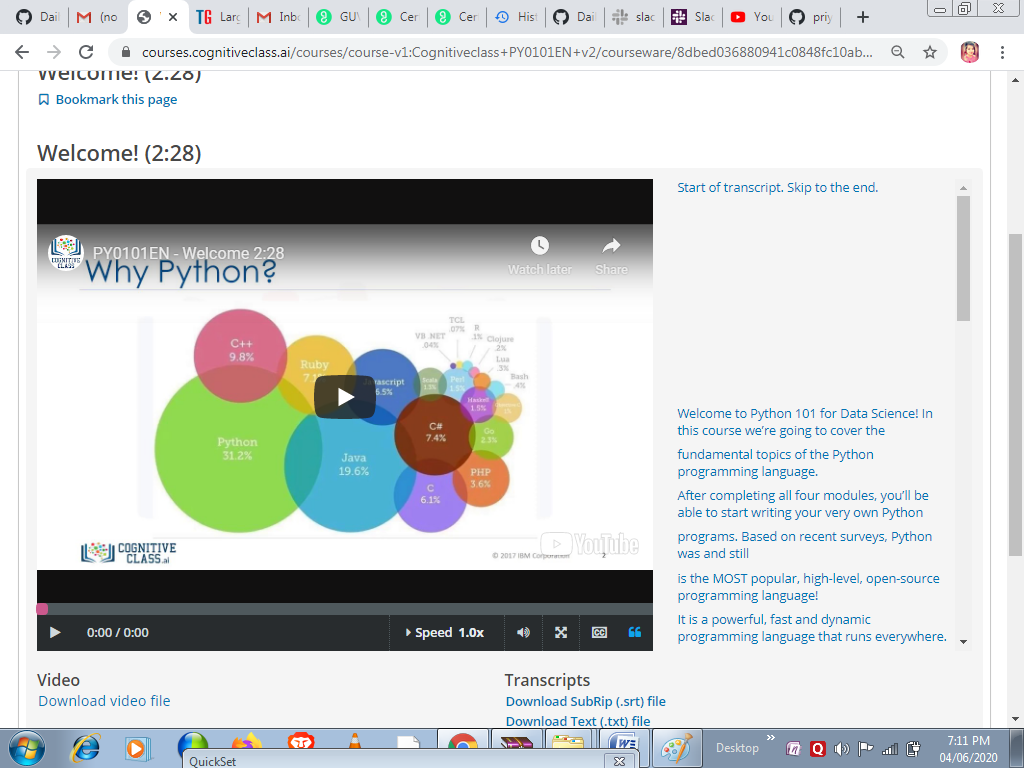 Dail
M (no
TG Larg
Inbo
GUV
Cer
Cer
Hist
Dail
slac
Slac
You
priy
courses.cognitiveclass.ai/courses/course-v1:Cognitiveclass+PY0101EN+v2/courseware/8dbed036880941c0848fc10ab...
Welcome! (2:28)
Bookmark this page
Welcome! (2:28)
PY0101EN - Welcome 2:28
Watch later
Share
COGNITIVE
CLASS
Why Python?
C++
9.8%
Ruby
Javascript
6.5%
VB .NET
.04%
TCL
.07%
R
.1%
Clojure
.2%
Lua
.3%
Bash
.4%
Perl
Haskell
1.5%
Python
31.2%
Java
19.6%
C#
7.4%
Go
2.3%
C
6.1%
PHP
3.6%
COGNITIVE
CLASS.ai
© 2017 IBM Corporation
2
YouTube
0:00 / 0:00
Speed 1.0x
Start of transcript. Skip to the end.
Welcome to Python 101 for Data Science! In
this course we’re going to cover the
fundamental topics of the Python
programming language.
After completing all four modules, you’ll be
able to start writing your very own Python
programs. Based on recent surveys, Python
was and still
is the MOST popular, high-level, open-source
programming language!
It is a powerful, fast and dynamic
programming language that runs everywhere.
Video
Download video file
Transcripts
Download SubRip (.srt) file
Download Text (.txt) file
Desktop
7:11 PM
04/06/2020
QuickSet